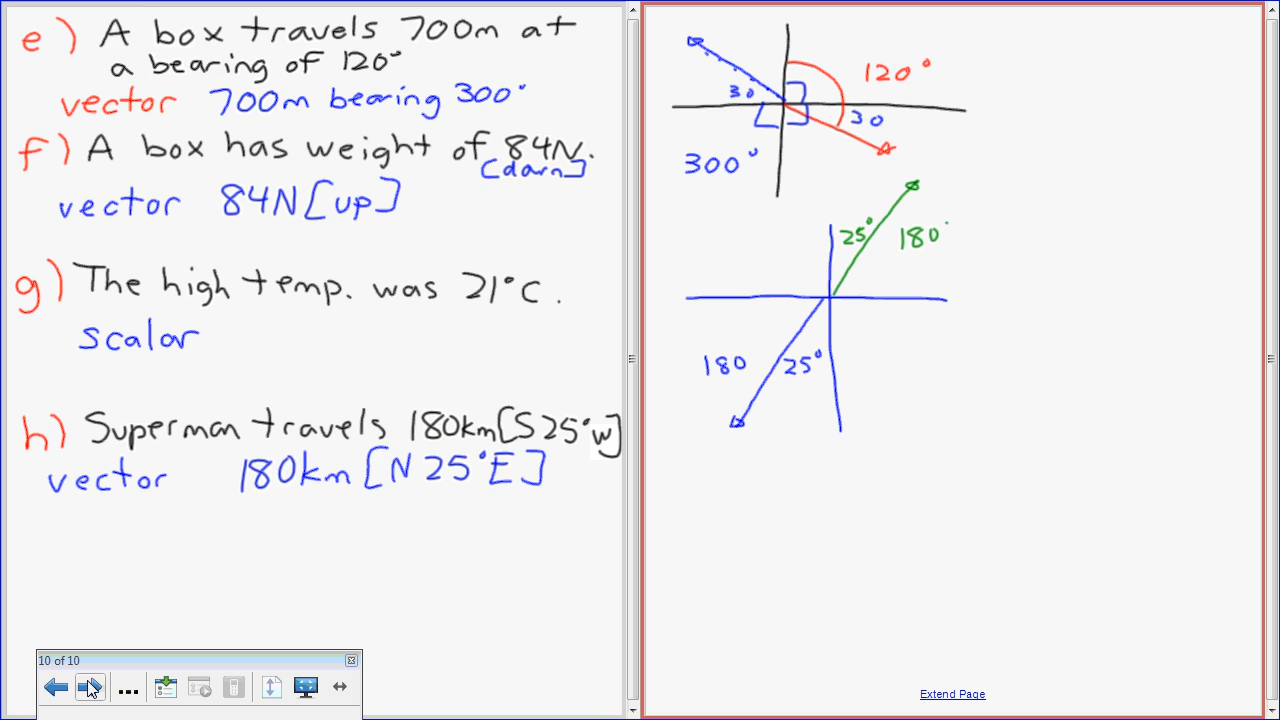 e) A box travels 700m at
a bearing of 120°
vector 700m bearing 300°
f) A box has weight of 84N.
[down]
vector 84N [up]
g) The high temp. was 21°C.
scalar
h) Superman travels 180km [S25°W]
vector 180km [N25°E]
10 of 10
120°
30
30
300°
25°
180
180
25°
Extend Page